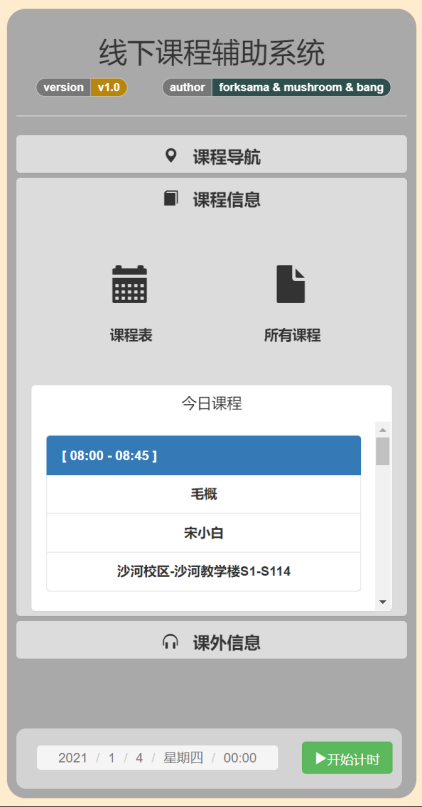 线下课程辅助系统
version v1.0 author forksama & mushroom & bang
课程导航
课程信息
课程表 所有课程
今日课程
[ 08:00 - 08:45 ]
毛概
宋小白
沙河校区-沙河教学楼S1-S114
课外信息
2021 / 1 / 4 / 星期四 / 00:00 开始计时